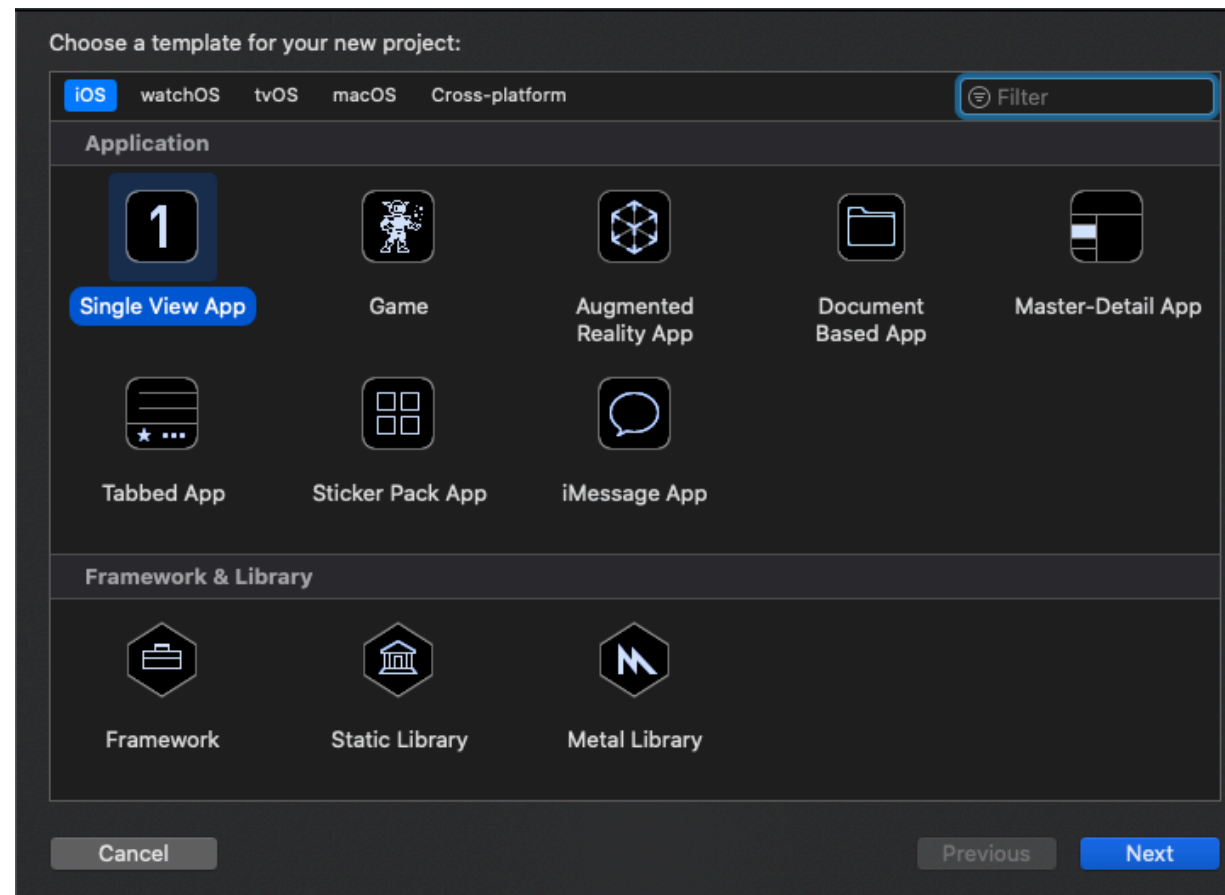 Choose a template for your new project:
iOS watchOS tvOS macOS Cross-platform Filter
Application
1
Single View App Game Augmented Reality App Document Based App Master-Detail App
Tabbed App Sticker Pack App iMessage App
Framework & Library
Framework Static Library Metal Library
Cancel Previous Next